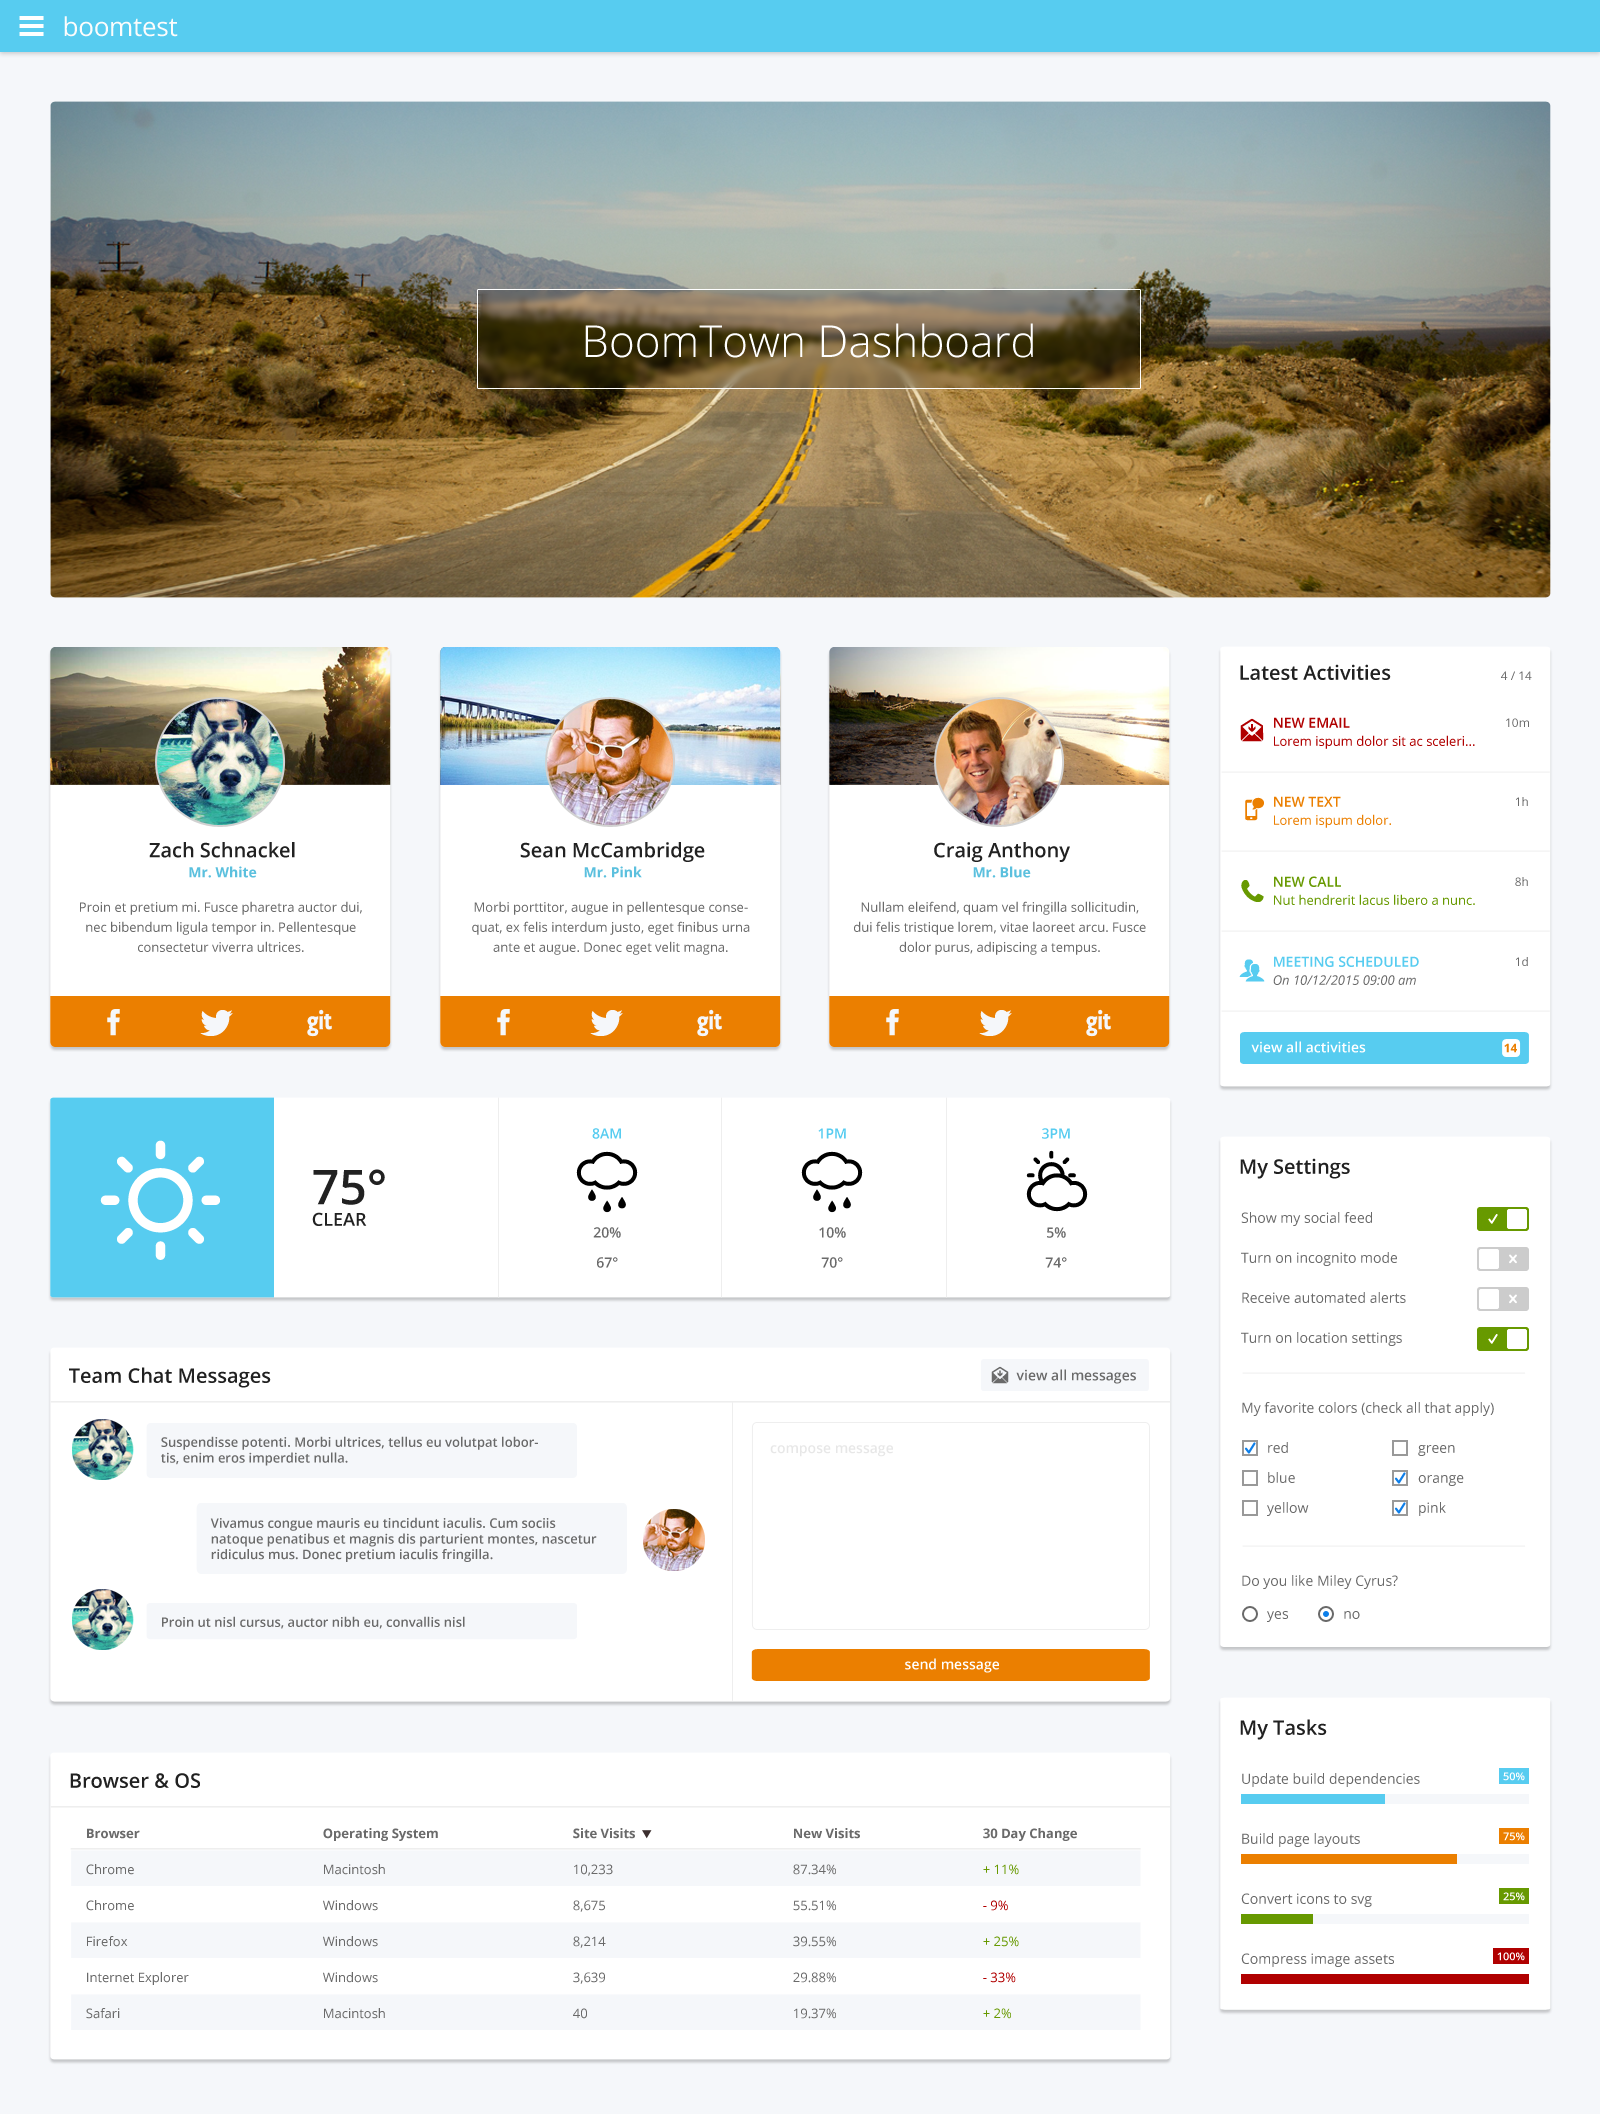 boomtest
BoomTown Dashboard
Zach Schnackel
Mr. White
Proin et pretium mi. Fusce pharetra auctor dui,
nec bibendum ligula tempor in. Pellentesque
consectetur viverra ultrices.
git
Sean McCambridge
Mr. Pink
Morbi porttitor, augue in pellentesque conse-
quat, ex felis interdum justo, eget finibus urna
ante et augue. Donec eget velit magna.
git
Craig Anthony
Mr. Blue
Nullam eleifend, quam vel fringilla sollicitudin,
dui felis tristique lorem, vitae laoreet arcu. Fusce
dolor purus, adipiscing a tempus.
git
Latest Activities 4 / 14
NEW EMAIL 10m
Lorem ispum dolor sit ac sceleri...
NEW TEXT 1h
Lorem ispum dolor.
NEW CALL 8h
Nut hendrerit lacus libero a nunc.
MEETING SCHEDULED 1d
On 10/12/2015 09:00 am
view all activities 14
75°
CLEAR
8AM
20%
67°
1PM
10%
70°
3PM
5%
74°
My Settings
Show my social feed
Turn on incognito mode
Receive automated alerts
Turn on location settings
My favorite colors (check all that apply)
red green
blue orange
yellow pink
Do you like Miley Cyrus?
yes no
Team Chat Messages view all messages
Suspendisse potenti. Morbi ultrices, tellus eu volutpat lobor-
tis, enim eros imperdiet nulla.
Vivamus congue mauris eu tincidunt iaculis. Cum sociis
natoque penatibus et magnis dis parturient montes, nascetur
ridiculus mus. Donec pretium iaculis fringilla.
Proin ut nisl cursus, auctor nibh eu, convallis nisl
compose message
send message
My Tasks
Update build dependencies 50%
Build page layouts 75%
Convert icons to svg 25%
Compress image assets 100%
Browser & OS
Browser Operating System Site Visits New Visits 30 Day Change
Chrome Macintosh 10,233 87.34% + 11%
Chrome Windows 8,675 55.51% - 9%
Firefox Windows 8,214 39.55% + 25%
Internet Explorer Windows 3,639 29.88% - 33%
Safari Macintosh 40 19.37% + 2%